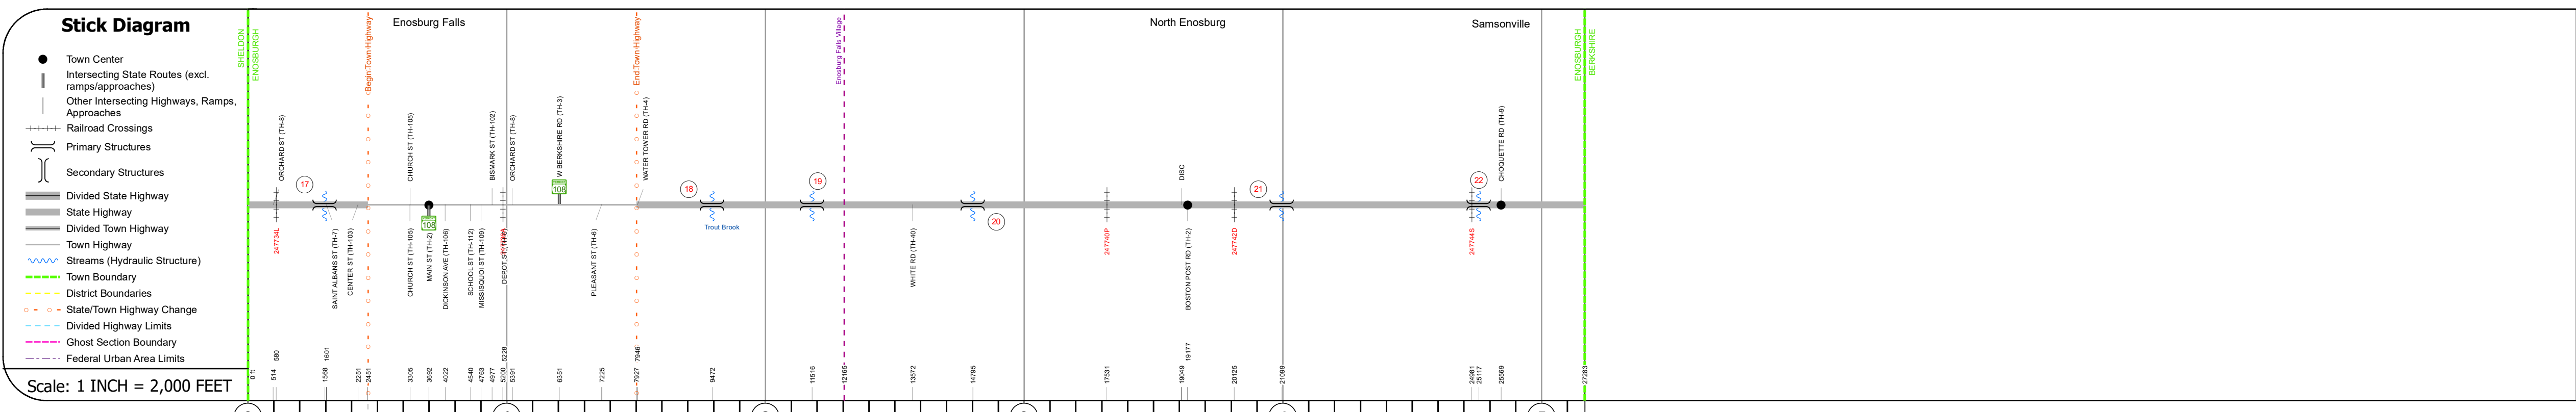 Stick Diagram
Town Center
Intersecting State Routes (excl.
ramps/approaches)
Other Intersecting Highways, Ramps,
Approaches
Railroad Crossings
Primary Structures
Secondary Structures
Divided State Highway
State Highway
Divided Town Highway
Town Highway
Streams (Hydraulic Structure)
Town Boundary
District Boundaries
State/Town Highway Change
Divided Highway Limits
Ghost Section Boundary
Federal Urban Area Limits
Scale: 1 INCH = 2,000 FEET
Enosburg Falls
North Enosburg
Samsonville
SHELDON
ENOSBURGH
Begin Town Highway
End Town Highway
Enosburg Falls Village
ENOSBURGH
BERKSHIRE
ORCHARD ST (TH-8)
CHURCH ST (TH-105)
BISMARK ST (TH-102)
ORCHARD ST (TH-8)
W BERKSHIRE RD (TH-3)
WATER TOWER RD (TH-4)
DISC
CHOQUETTE RD (TH-9)
17
108
18
19
21
22
108
20
Trout Brook
247734L
SAINT ALBANS ST (TH-7)
CENTER ST (TH-103)
CHURCH ST (TH-105)
MAIN ST (TH-2)
DICKINSON AVE (TH-106)
SCHOOL ST (TH-112)
MISSISQUOI ST (TH-109)
PLEASANT ST (TH-6)
WHITE RD (TH-40)
247740P
BOSTON POST RD (TH-2)
247742D
247744S
0 ft
514
580
1568
1601
2251
2451
3305
3692
4022
4540
4763
4977
5200
5228
5391
6351
7225
7927
7946
9472
11516
12165
13572
14795
17531
19049
19177
20125
21099
24981
25117
25569
27283